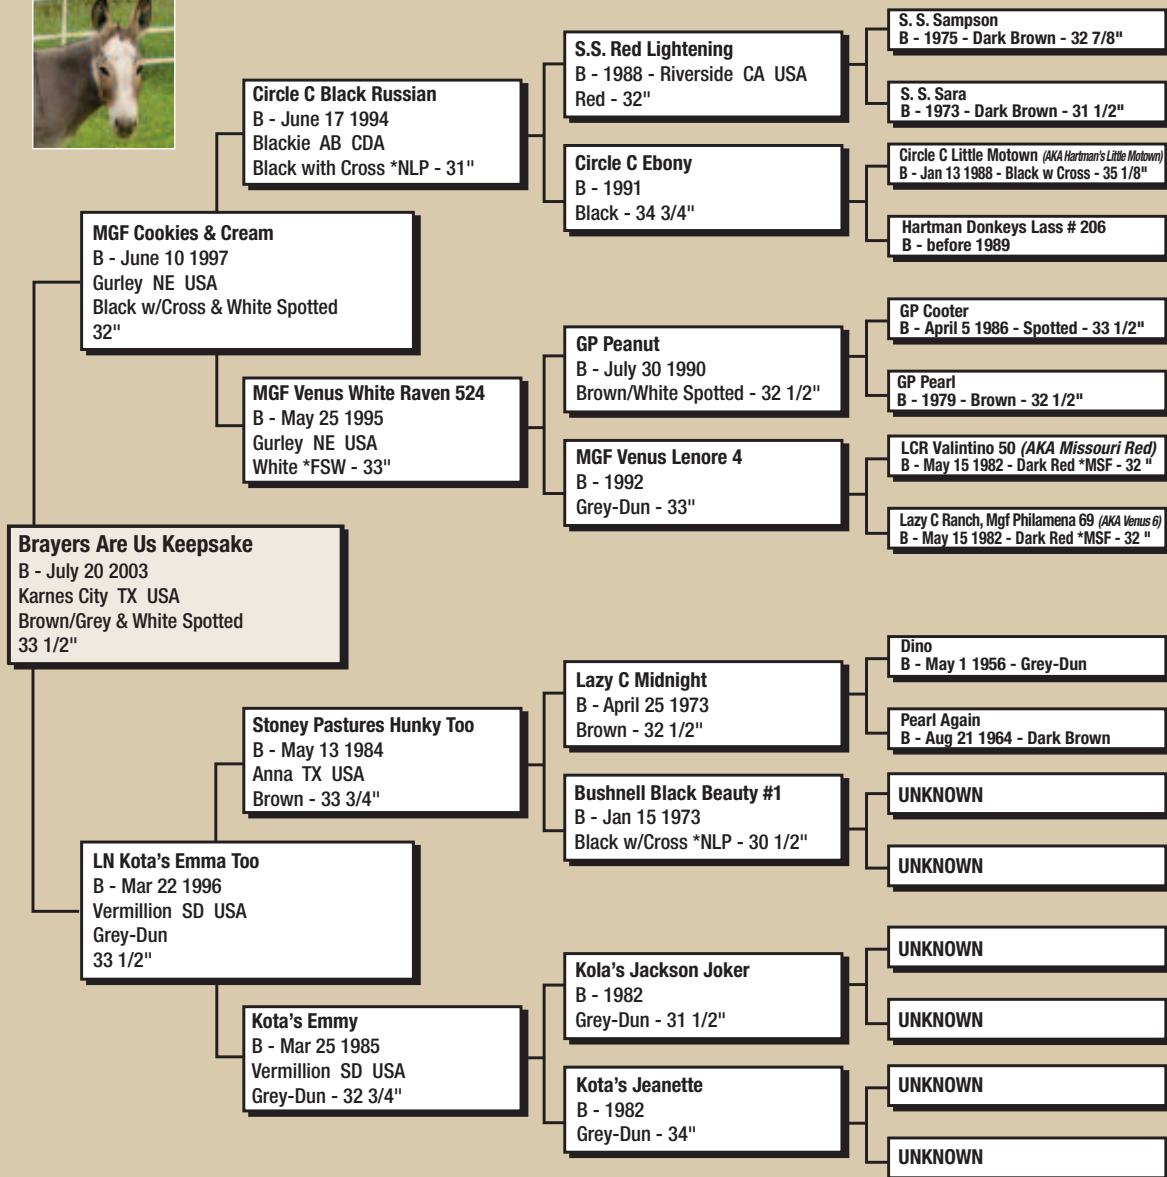 S. S. Sampson
B - 1975 - Dark Brown - 32 7/8"
S.S. Red Lightening
B - 1988 - Riverside CA USA
Red - 32"
S. S. Sara
B - 1973 - Dark Brown - 31 1/2"
Circle C Black Russian
B - June 17 1994
Blackie AB CDA
Black with Cross *NLP - 31"
Circle C Little Motown (AKA Hartman's Little Motown)
B - Jan 13 1988 - Black w Cross - 35 1/8"
Circle C Ebony
B - 1991
Black - 34 3/4"
Hartman Donkeys Lass # 206
B - before 1989
MGF Cookies & Cream
B - June 10 1997
Gurley NE USA
Black w/Cross & White Spotted
32"
GP Cooter
B - April 5 1986 - Spotted - 33 1/2"
GP Peanut
B - July 30 1990
Brown/White Spotted - 32 1/2"
GP Pearl
B - 1979 - Brown - 32 1/2"
MGF Venus White Raven 524
B - May 25 1995
Gurley NE USA
White *FSW - 33"
LCR Valintino 50 (AKA Missouri Red)
B - May 15 1982 - Dark Red *MSF - 32 "
MGF Venus Lenore 4
B - 1992
Grey-Dun - 33"
Lazy C Ranch, Mgf Philamena 69 (AKA Venus 6)
B - May 15 1982 - Dark Red *MSF - 32 "
Brayers Are Us Keepsake
B - July 20 2003
Karnes City TX USA
Brown/Grey & White Spotted
33 1/2"
Dino
B - May 1 1956 - Grey-Dun
Lazy C Midnight
B - April 25 1973
Brown - 32 1/2"
Pearl Again
B - Aug 21 1964 - Dark Brown
Stoney Pastures Hunky Too
B - May 13 1984
Anna TX USA
Brown - 33 3/4"
UNKNOWN
Bushnell Black Beauty #1
B - Jan 15 1973
Black w/Cross *NLP - 30 1/2"
UNKNOWN
LN Kota's Emma Too
B - Mar 22 1996
Vermillion SD USA
Grey-Dun
33 1/2"
UNKNOWN
Kola's Jackson Joker
B - 1982
Grey-Dun - 31 1/2"
UNKNOWN
Kota's Emmy
B - Mar 25 1985
Vermillion SD USA
Grey-Dun - 32 3/4"
UNKNOWN
Kota's Jeanette
B - 1982
Grey-Dun - 34"
UNKNOWN